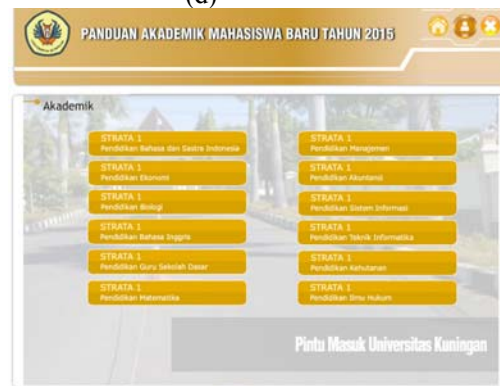 (d)
PANDUAN AKADEMIK MAHASISWA BARU TAHUN 2015
Akademik
STRATA 1
Pendidikan Bahasa dan Sastra Indonesia
STRATA 1
Pendidikan Ekonomi
STRATA 1
Pendidikan Biologi
STRATA 1
Pendidikan Bahasa Inggris
STRATA 1
Pendidikan Guru Sekolah Dasar
STRATA 1
Pendidikan Matematika
STRATA 1
Pendidikan Manajemen
STRATA 1
Pendidikan Akuntansi
STRATA 1
Pendidikan Sistem Informasi
STRATA 1
Pendidikan Teknik Informatika
STRATA 1
Pendidikan Kehutanan
STRATA 1
Pendidikan Ilmu Hukum
Pintu Masuk Universitas Kuningan